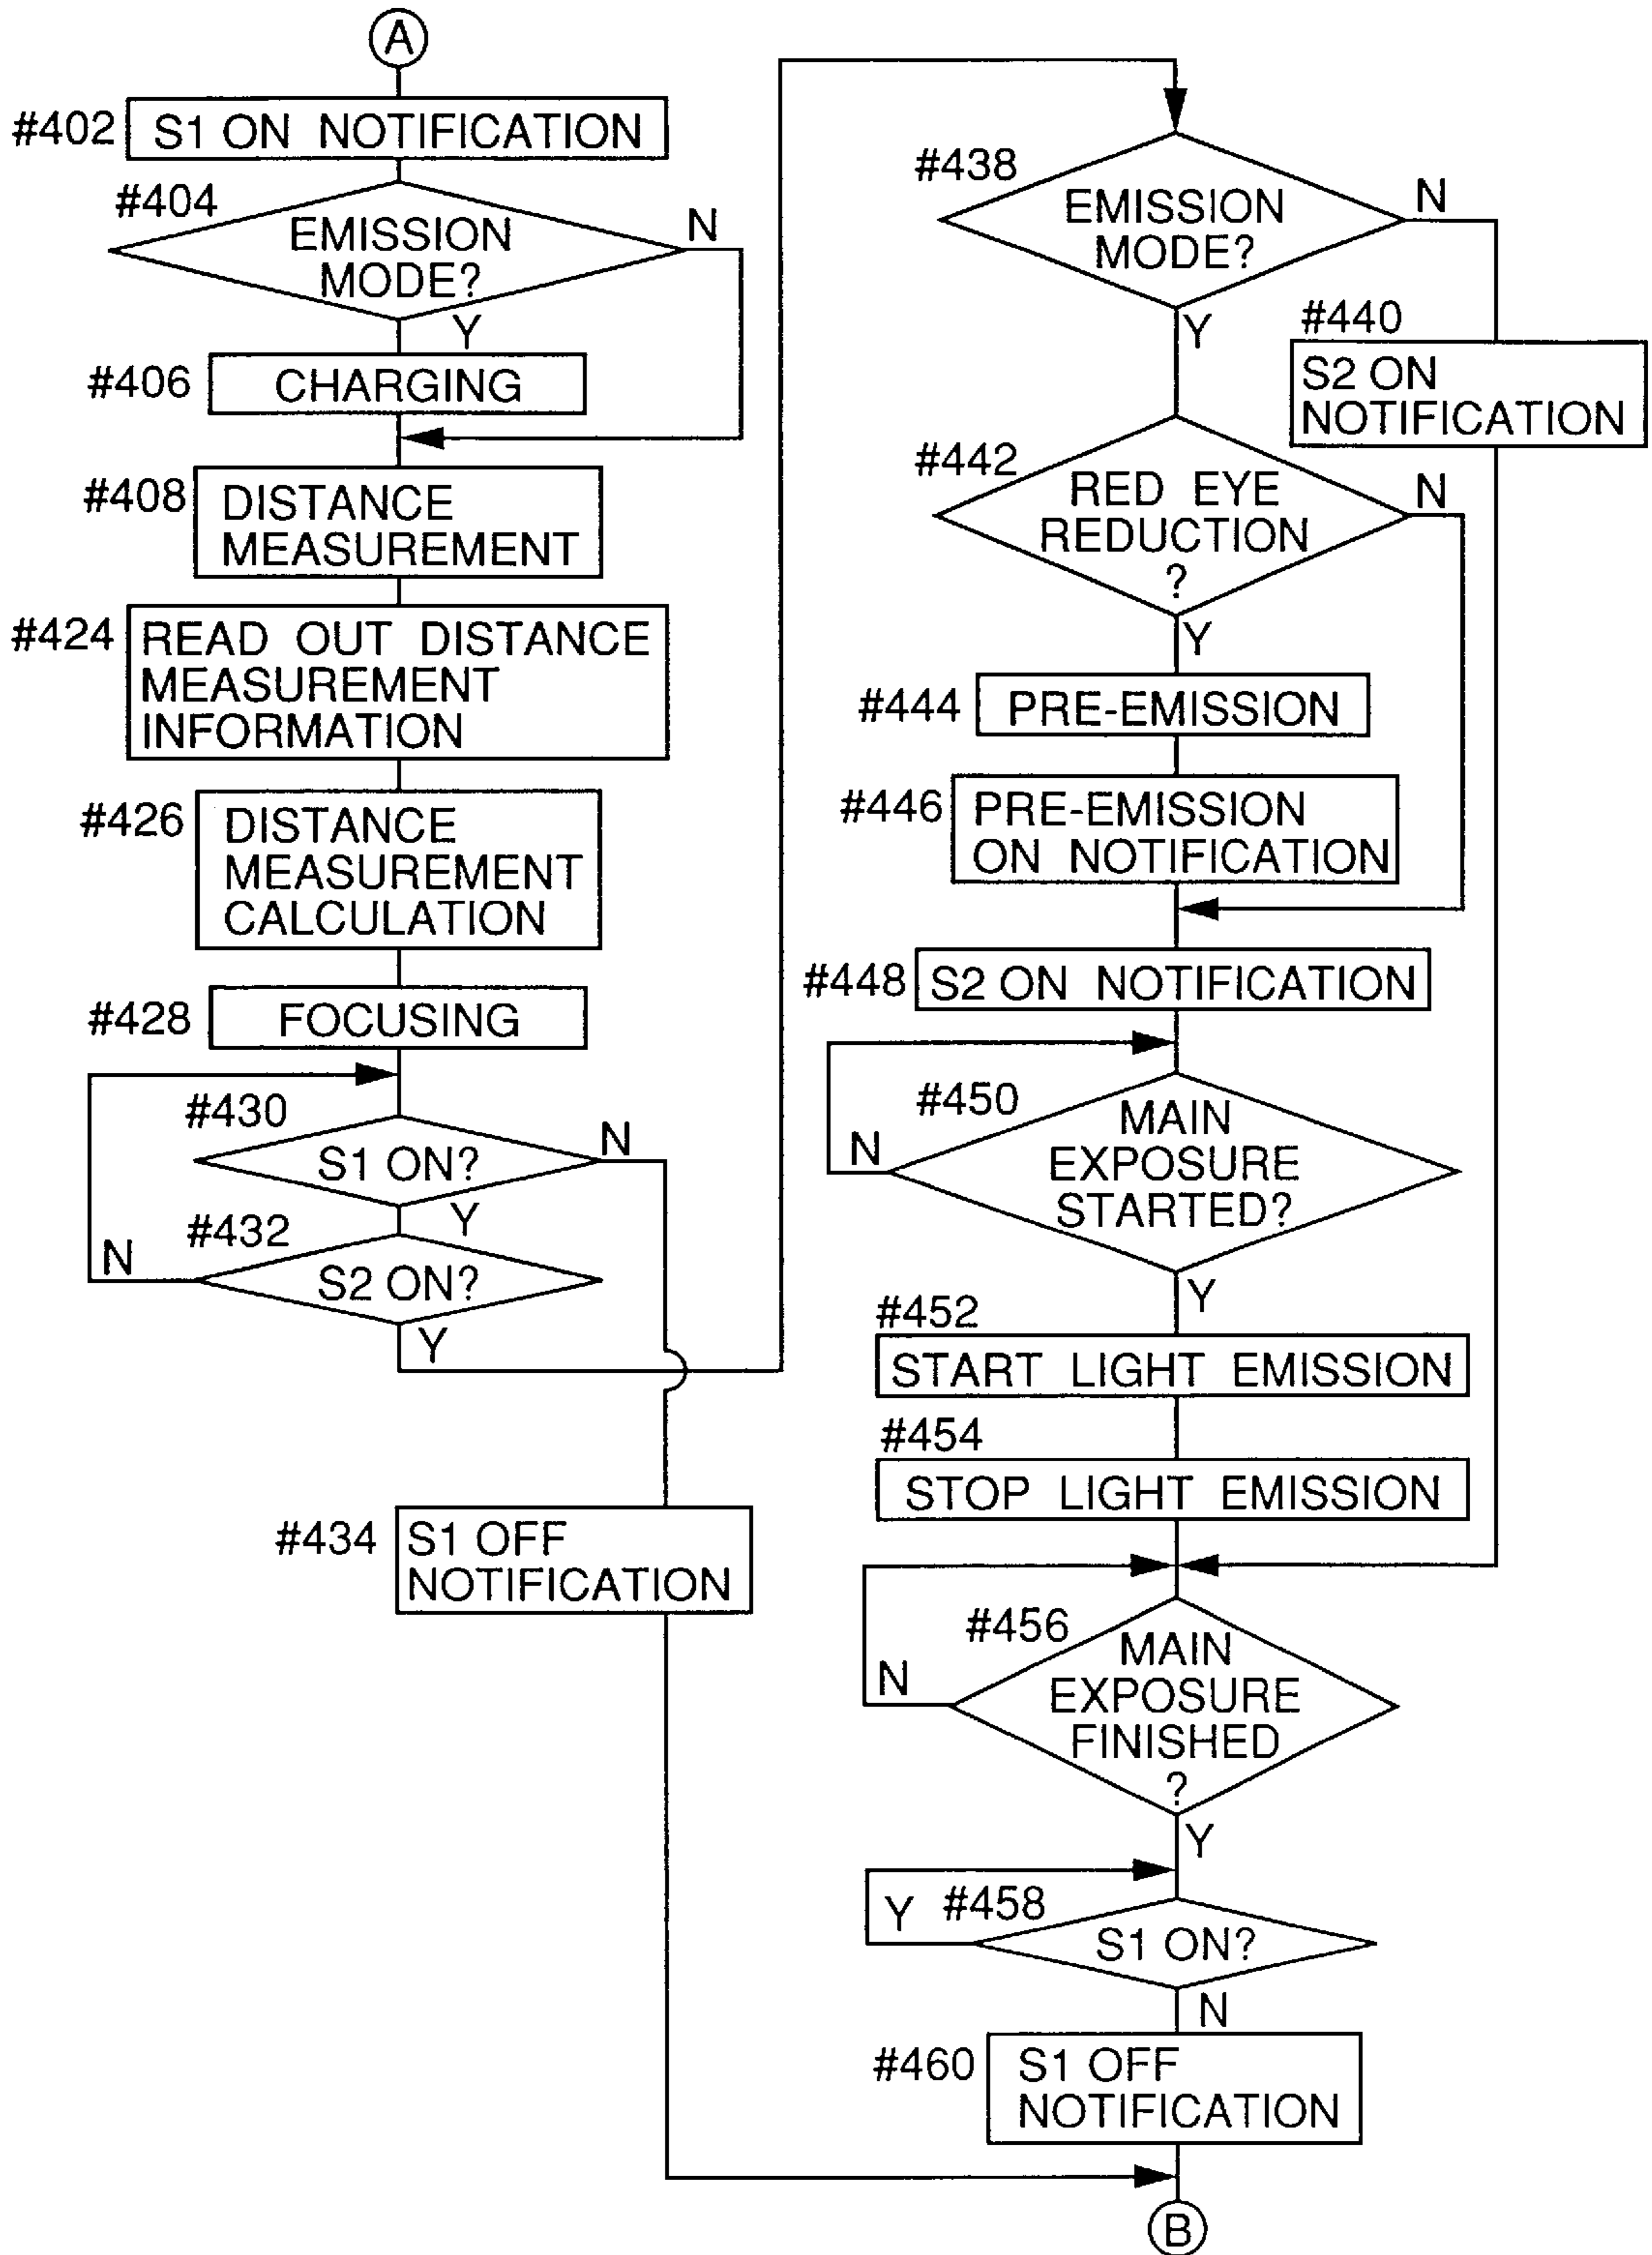 A
#402
S1 ON NOTIFICATION
#404
EMISSION
MODE?
N
Y
#406
CHARGING
#408
DISTANCE
MEASUREMENT
#424
READ OUT DISTANCE
MEASUREMENT
INFORMATION
#426
DISTANCE
MEASUREMENT
CALCULATION
#428
FOCUSING
#430
S1 ON?
N
Y
#432
S2 ON?
N
Y
#434
S1 OFF
NOTIFICATION
#438
EMISSION
MODE?
N
Y
#440
S2 ON
NOTIFICATION
#442
RED EYE
REDUCTION
?
N
Y
#444
PRE-EMISSION
#446
PRE-EMISSION
ON NOTIFICATION
#448
S2 ON NOTIFICATION
#450
MAIN
EXPOSURE
STARTED?
N
Y
#452
START LIGHT EMISSION
#454
STOP LIGHT EMISSION
#456
MAIN
EXPOSURE
FINISHED
?
N
Y
#458
S1 ON?
Y
N
#460
S1 OFF
NOTIFICATION
B